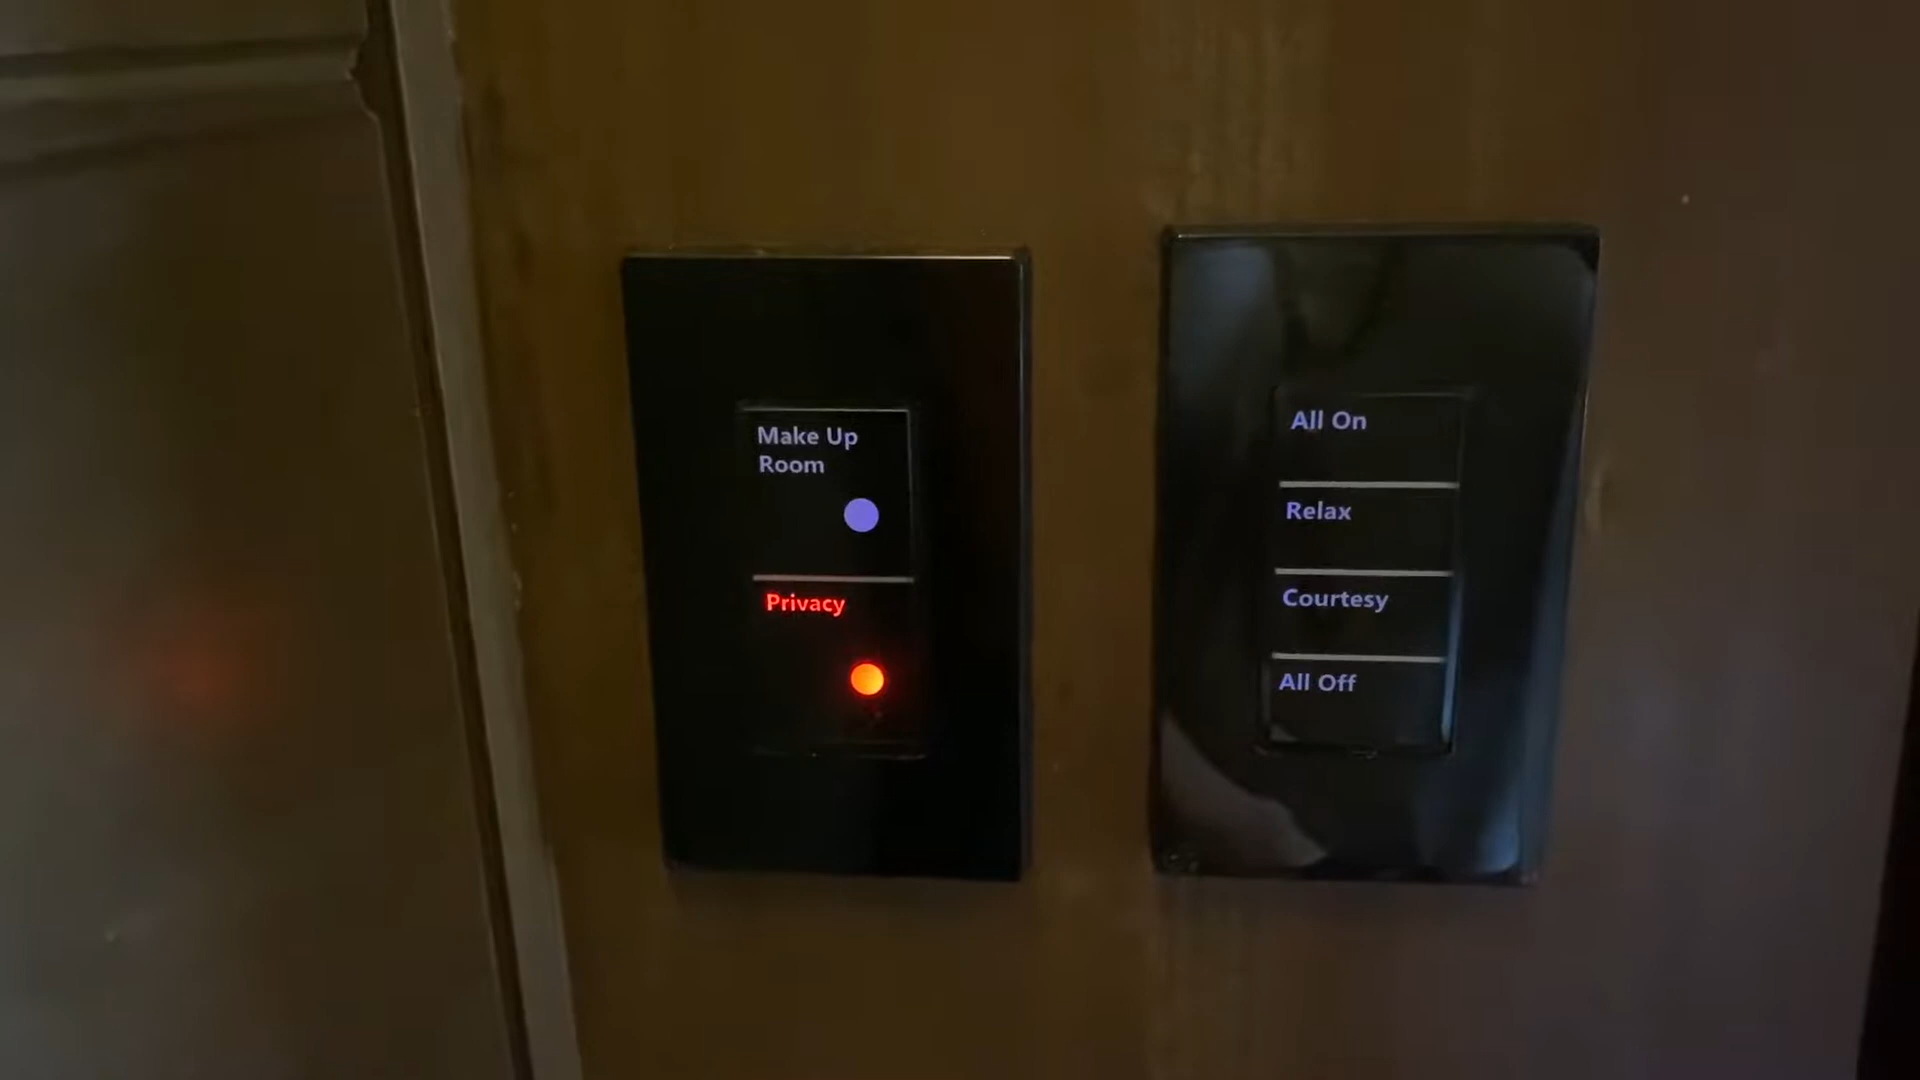 Make Up
Room
Privacy
All On
Relax
Courtesy
All Off